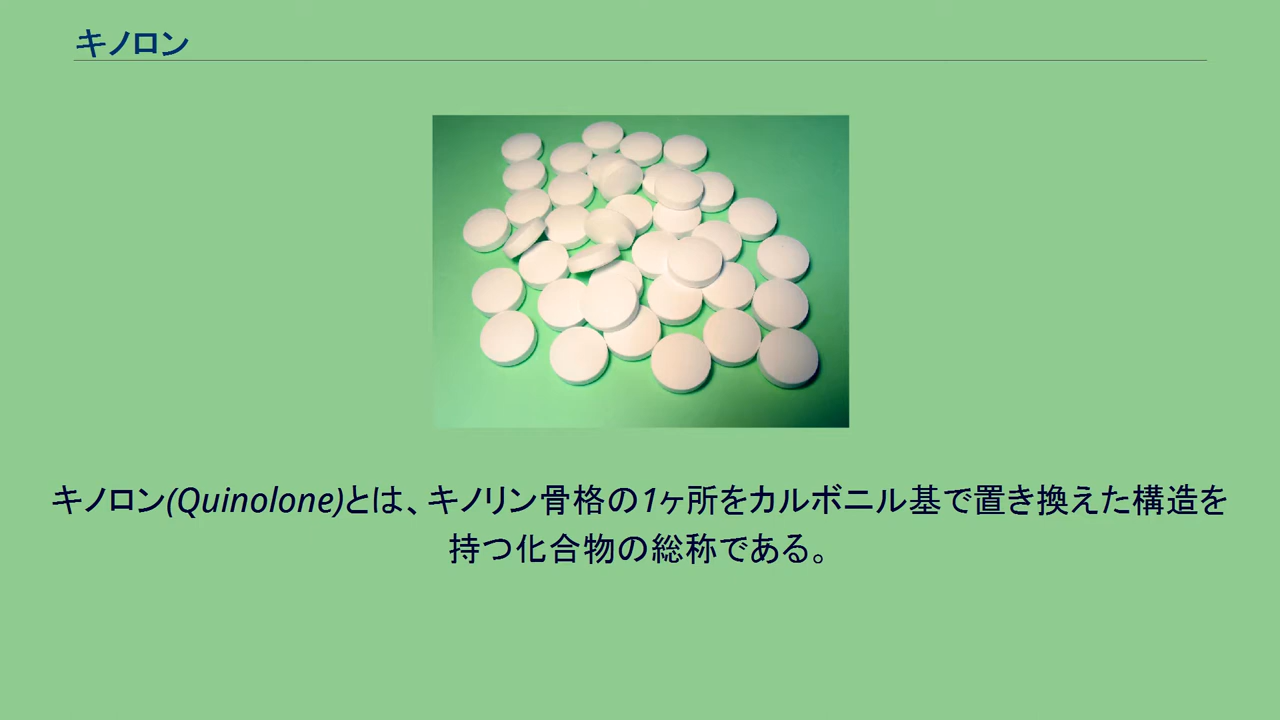 キノロン
キノロン(Quinolone)とは、キノリン骨格の1ヶ所をカルボニル基で置き換えた構造を
持つ化合物の総称である。